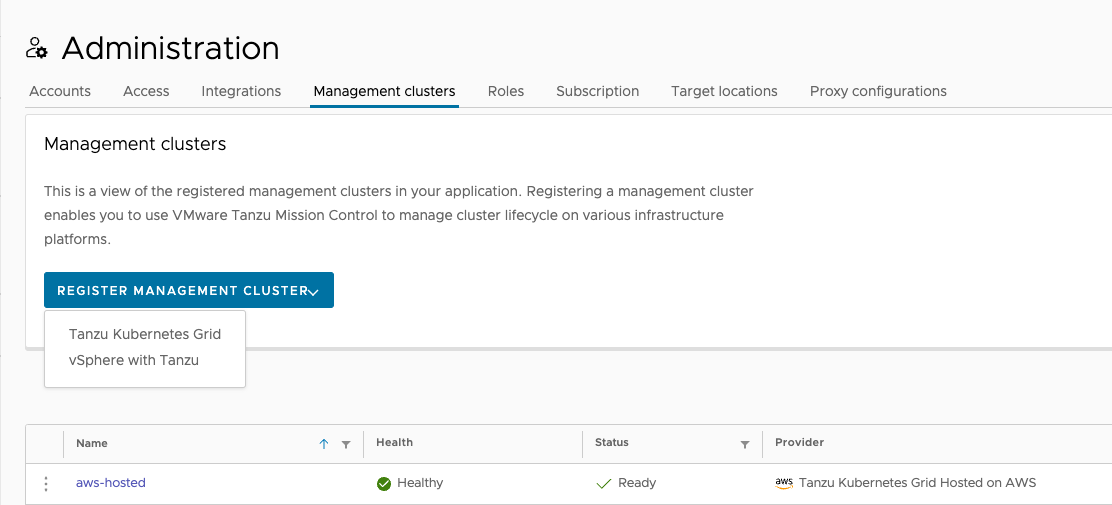 Administration
Accounts Access Integrations Management clusters Roles Subscription Target locations Proxy configurations
Management clusters
This is a view of the registered management clusters in your application. Registering a management cluster
enables you to use VMware Tanzu Mission Control to manage cluster lifecycle on various infrastructure
platforms.
REGISTER MANAGEMENT CLUSTER
Tanzu Kubernetes Grid
vSphere with Tanzu
Name Health Status Provider
aws-hosted Healthy Ready aws Tanzu Kubernetes Grid Hosted on AWS